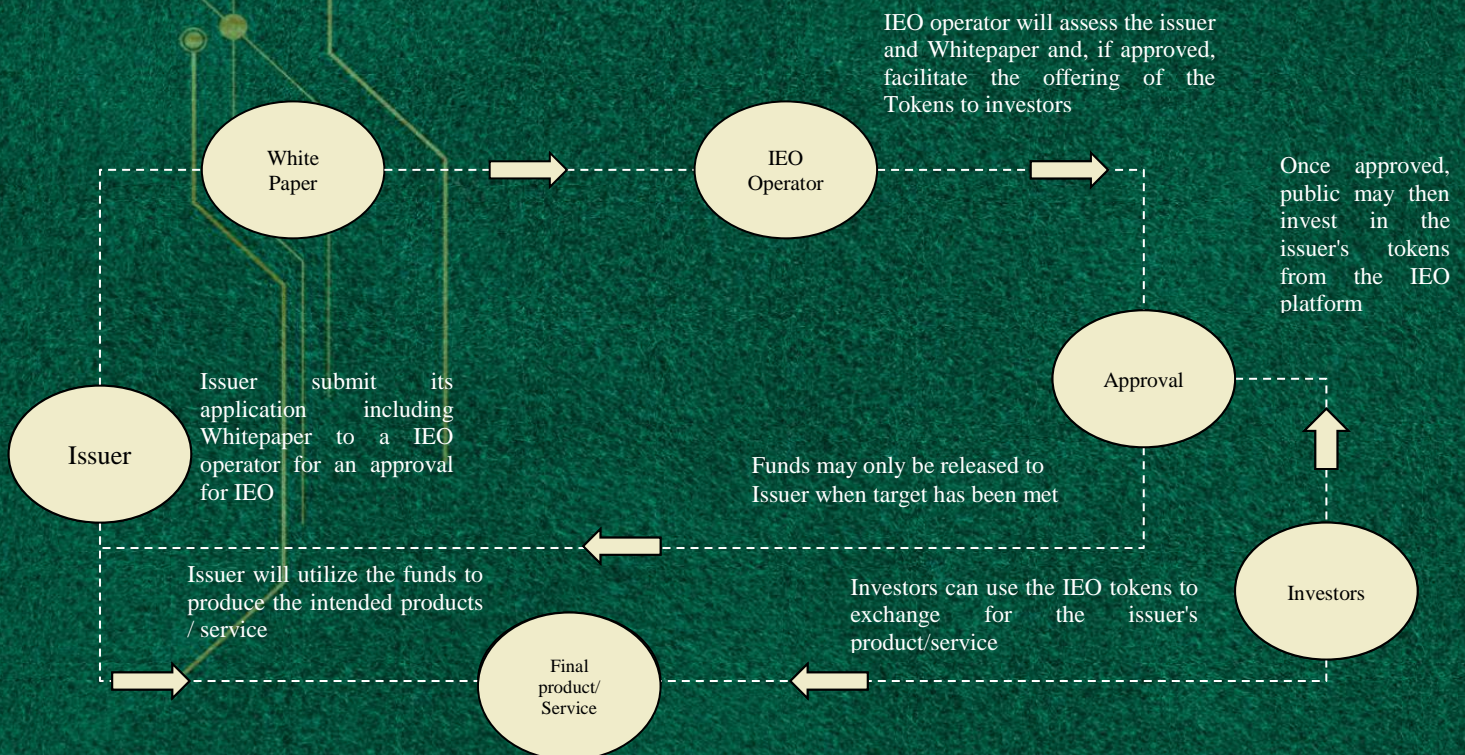 IEO operator will assess the issuer
and Whitepaper and, if approved,
facilitate the offering of the
Tokens to investors
White
Paper
IEO
Operator
Once approved,
public may then
invest in the
issuer's tokens
from the IEO
platform
Approval
Issuer
Issuer submit its
application including
Whitepaper to a IEO
operator for an approval
for IEO
Funds may only be released to
Issuer when target has been met
Issuer will utilize the funds to
produce the intended products
/ service
Investors can use the IEO tokens to
exchange for the issuer's
product/service
Investors
Final
product/
Service